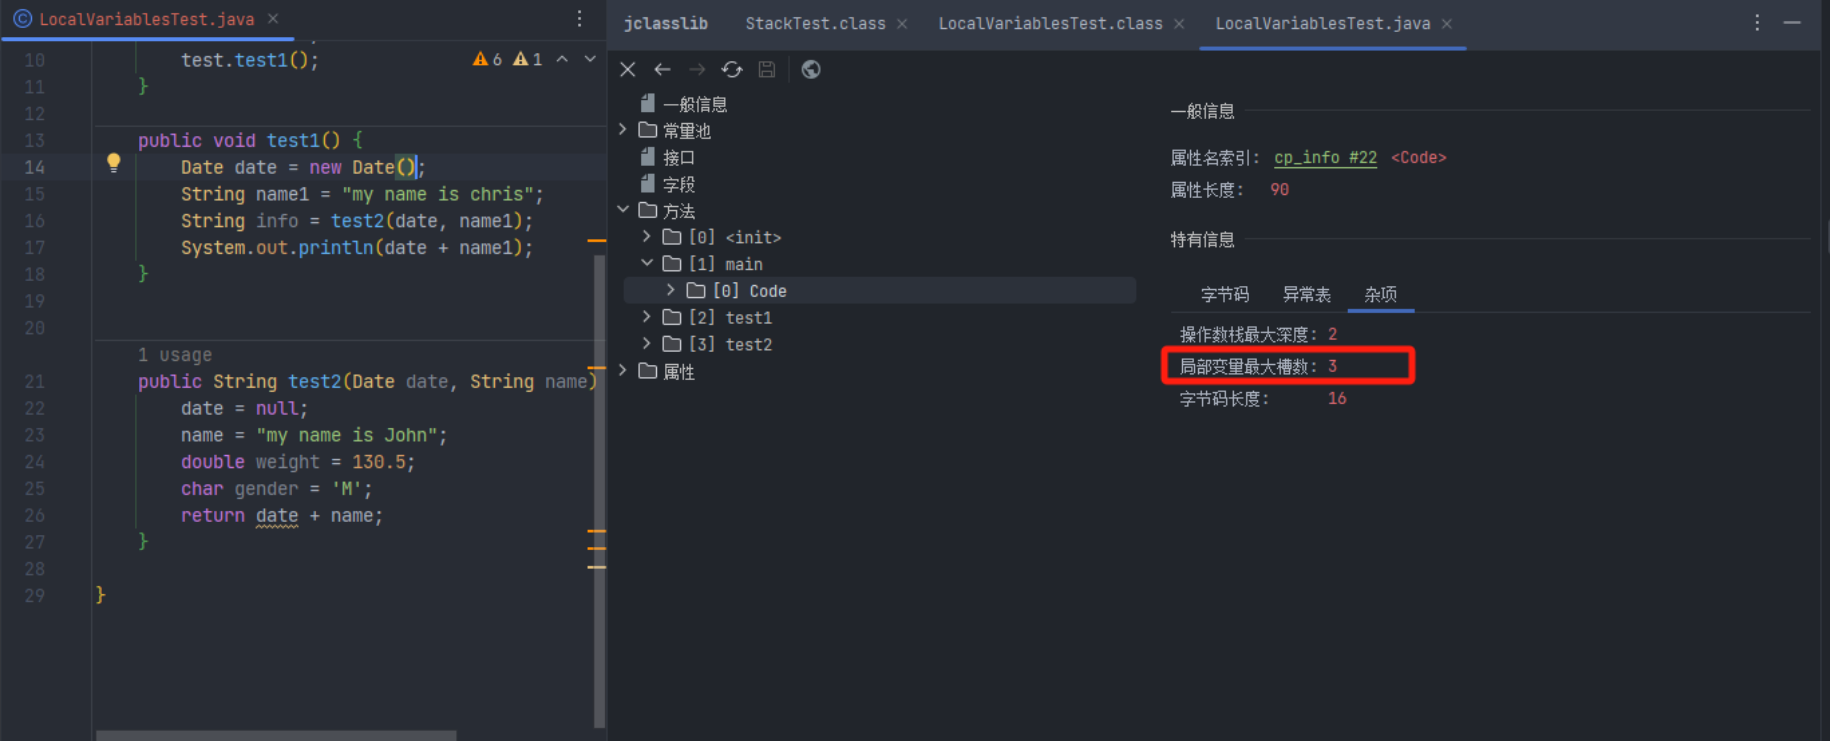 LocalVariablesTest.java
10 test.test1();
6 1
11 }
12
13 public void test1() {
14 Date date = new Date();
15 String name1 = "my name is chris";
16 String info = test2(date, name1);
17 System.out.println(date + name1);
18 }
19
20
1 usage
21 public String test2(Date date, String name)
22 date = null;
23 name = "my name is John";
24 double weight = 130.5;
25 char gender = 'M';
26 return date + name;
27 }
28
29 }
jclasslib StackTest.class LocalVariablesTest.class LocalVariablesTest.java
一般信息
常量池
接口
字段
方法
[0] <init>
[1] main
[0] Code
[2] test1
[3] test2
属性
一般信息
属性名索引: cp_info #22 <Code>
属性长度: 90
特有信息
字节码 异常表 杂项
操作数栈最大深度: 2
局部变量最大槽数: 3
字节码长度: 16